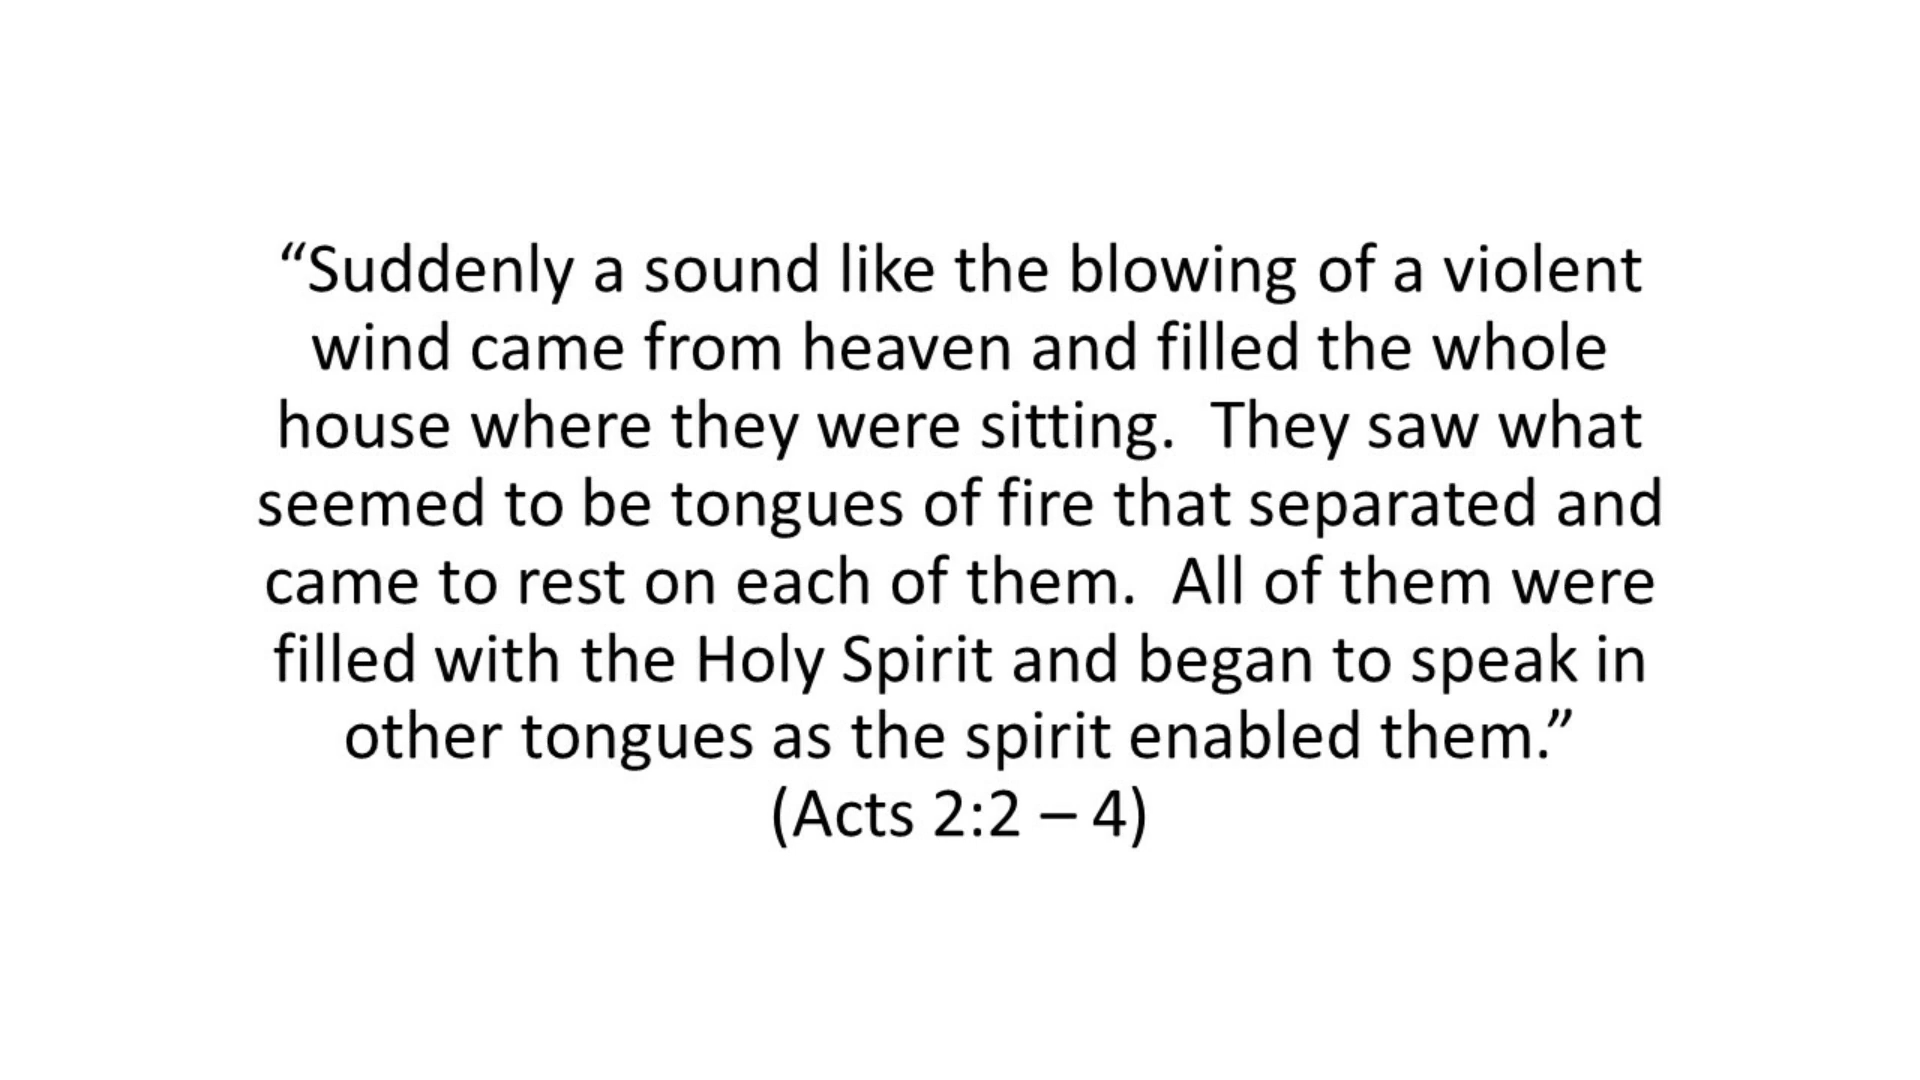 “Suddenly a sound like the blowing of a violent
wind came from heaven and filled the whole
house where they were sitting.  They saw what
seemed to be tongues of fire that separated and
came to rest on each of them.  All of them were
filled with the Holy Spirit and began to speak in
other tongues as the spirit enabled them.”
(Acts 2:2 – 4)